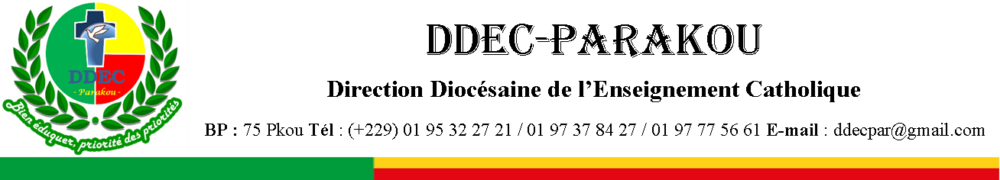 DDEC
- Parakou -
Bien éduquer, priorité des priorités
DDEC-PARAKOU
Direction Diocésaine de l’Enseignement Catholique
BP : 75 Pkou Tél : (+229) 01 95 32 27 21 / 01 97 37 84 27 / 01 97 77 56 61 E-mail : ddecpar@gmail.com